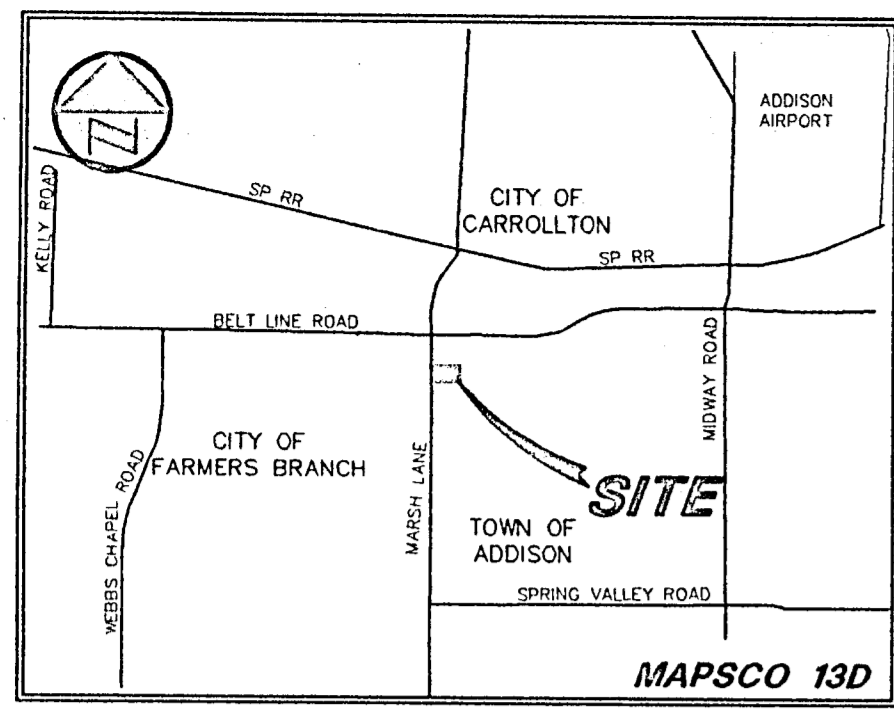 N
ADDISON
AIRPORT
KELLY ROAD
SP RR
CITY OF
CARROLLTON
SP RR
BELT LINE ROAD
MIDWAY ROAD
CITY OF
FARMERS BRANCH
WEBBS CHAPEL ROAD
MARSH LANE
SITE
TOWN OF
ADDISON
SPRING VALLEY ROAD
MAPSCO 13D